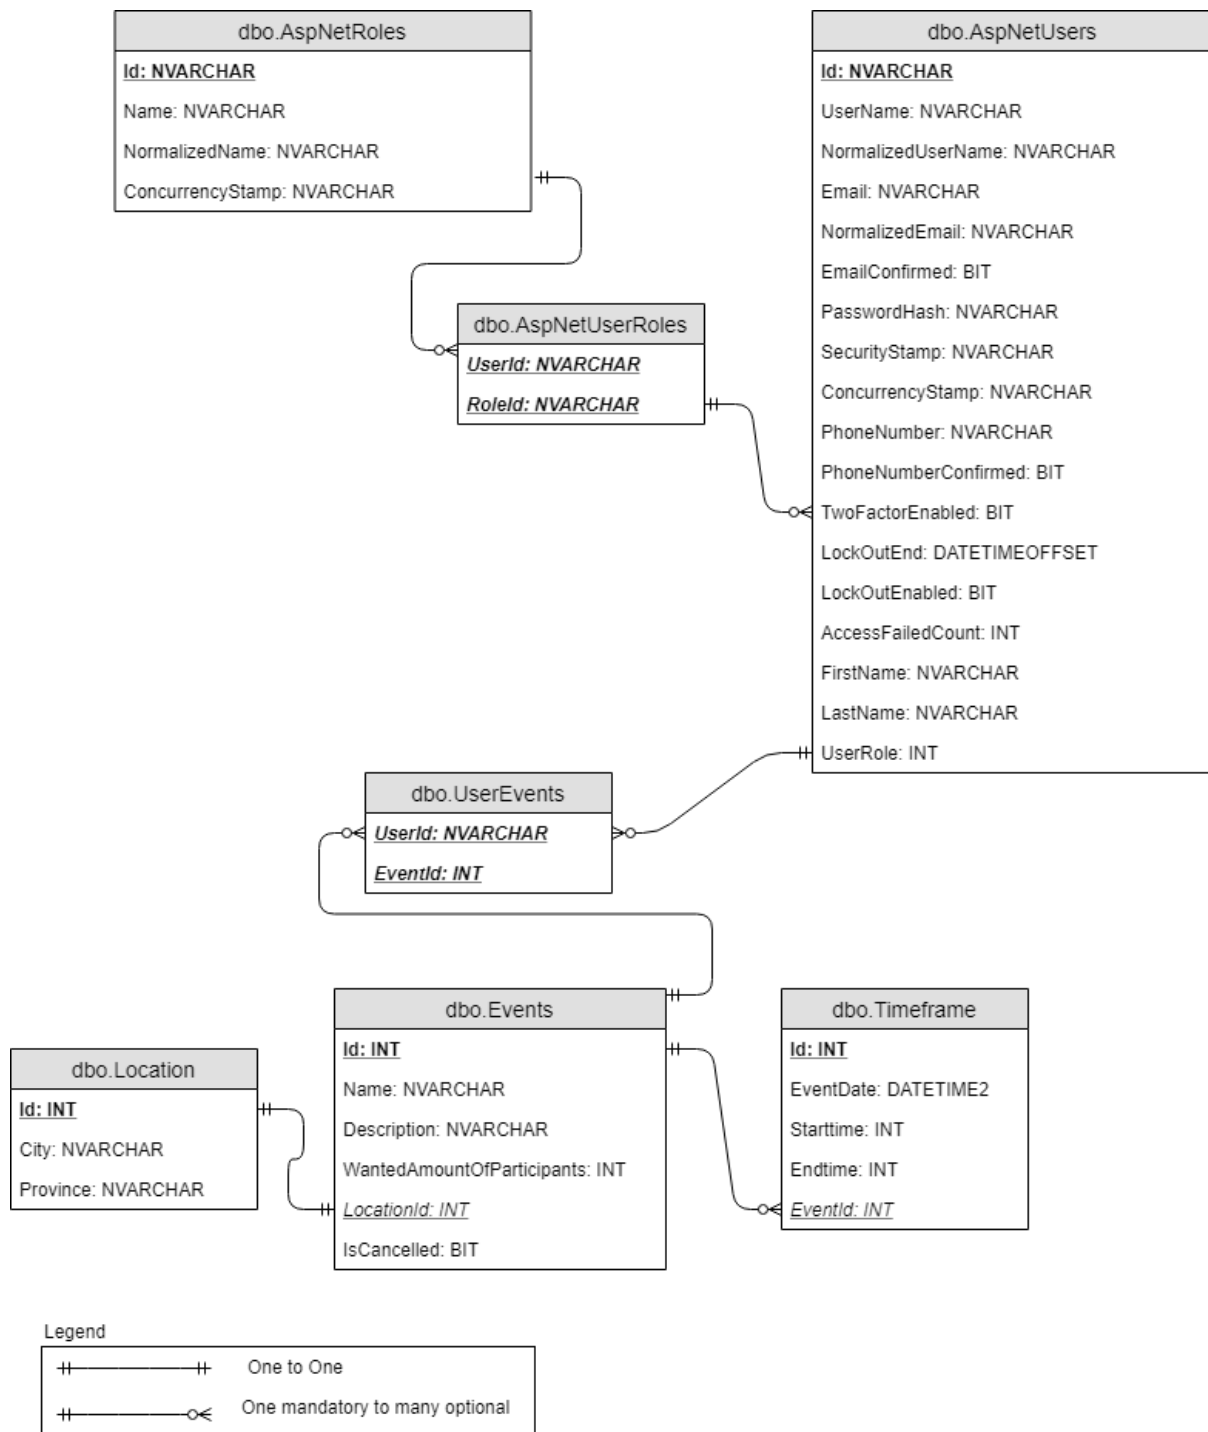 dbo.AspNetRoles
Id: NVARCHAR
Name: NVARCHAR
NormalizedName: NVARCHAR
ConcurrencyStamp: NVARCHAR
dbo.AspNetUsers
Id: NVARCHAR
UserName: NVARCHAR
NormalizedUserName: NVARCHAR
Email: NVARCHAR
NormalizedEmail: NVARCHAR
EmailConfirmed: BIT
PasswordHash: NVARCHAR
SecurityStamp: NVARCHAR
ConcurrencyStamp: NVARCHAR
PhoneNumber: NVARCHAR
PhoneNumberConfirmed: BIT
TwoFactorEnabled: BIT
LockOutEnd: DATETIMEOFFSET
LockOutEnabled: BIT
AccessFailedCount: INT
FirstName: NVARCHAR
LastName: NVARCHAR
UserRole: INT
dbo.AspNetUserRoles
UserId: NVARCHAR
RoleId: NVARCHAR
dbo.UserEvents
UserId: NVARCHAR
EventId: INT
dbo.Location
Id: INT
City: NVARCHAR
Province: NVARCHAR
dbo.Events
Id: INT
Name: NVARCHAR
Description: NVARCHAR
WantedAmountOfParticipants: INT
LocationId: INT
IsCancelled: BIT
dbo.Timeframe
Id: INT
EventDate: DATETIME2
Starttime: INT
Endtime: INT
EventId: INT
Legend
One to One
One mandatory to many optional